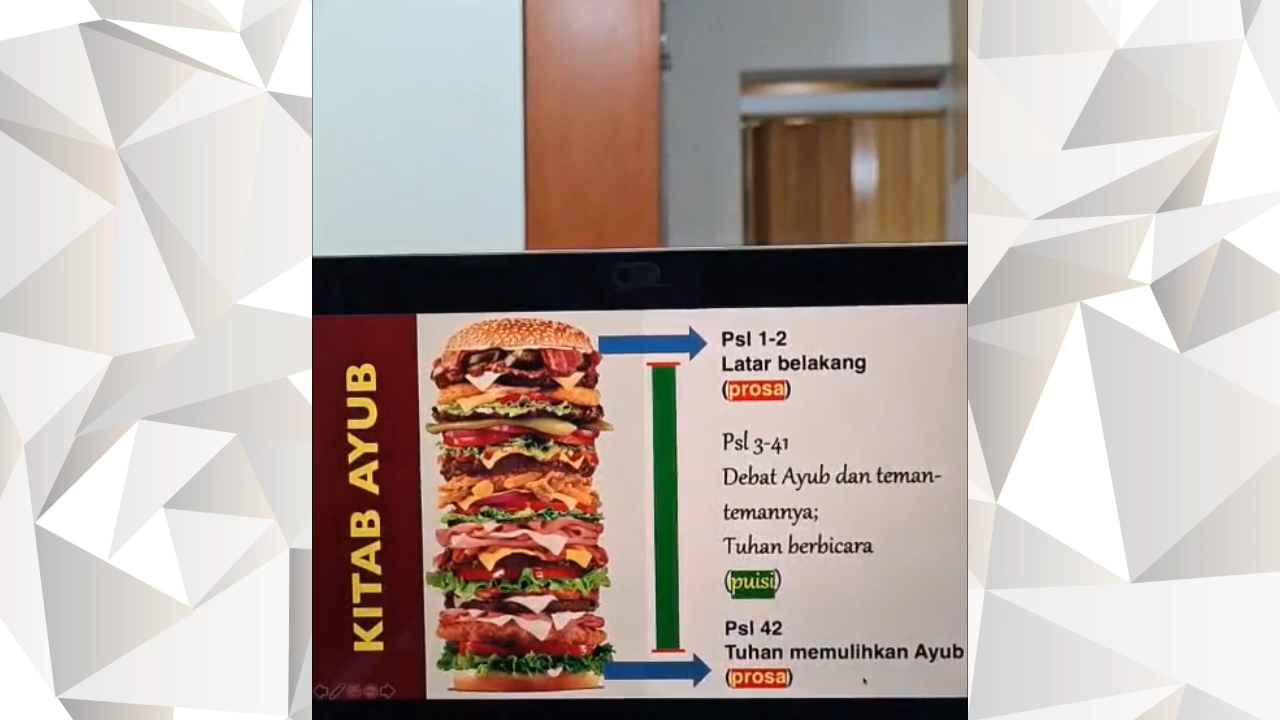 KITAB AYUB
Psl 1-2
Latar belakang
(prosa)
Psl 3-41
Debat Ayub dan teman-
temannya;
Tuhan berbicara
(puisi)
Psl 42
Tuhan memulihkan Ayub
(prosa)